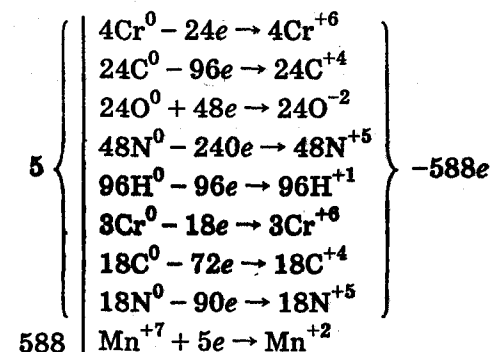 4Cr⁰ − 24e → 4Cr⁺⁶
24C⁰ − 96e → 24C⁺⁴
24O⁰ + 48e → 24O⁻²
48N⁰ − 240e → 48N⁺⁵
5 { 96H⁰ − 96e → 96H⁺¹ } −588e
3Cr⁰ − 18e → 3Cr⁺⁶
18C⁰ − 72e → 18C⁺⁴
18N⁰ − 90e → 18N⁺⁵
588 | Mn⁺⁷ + 5e → Mn⁺²